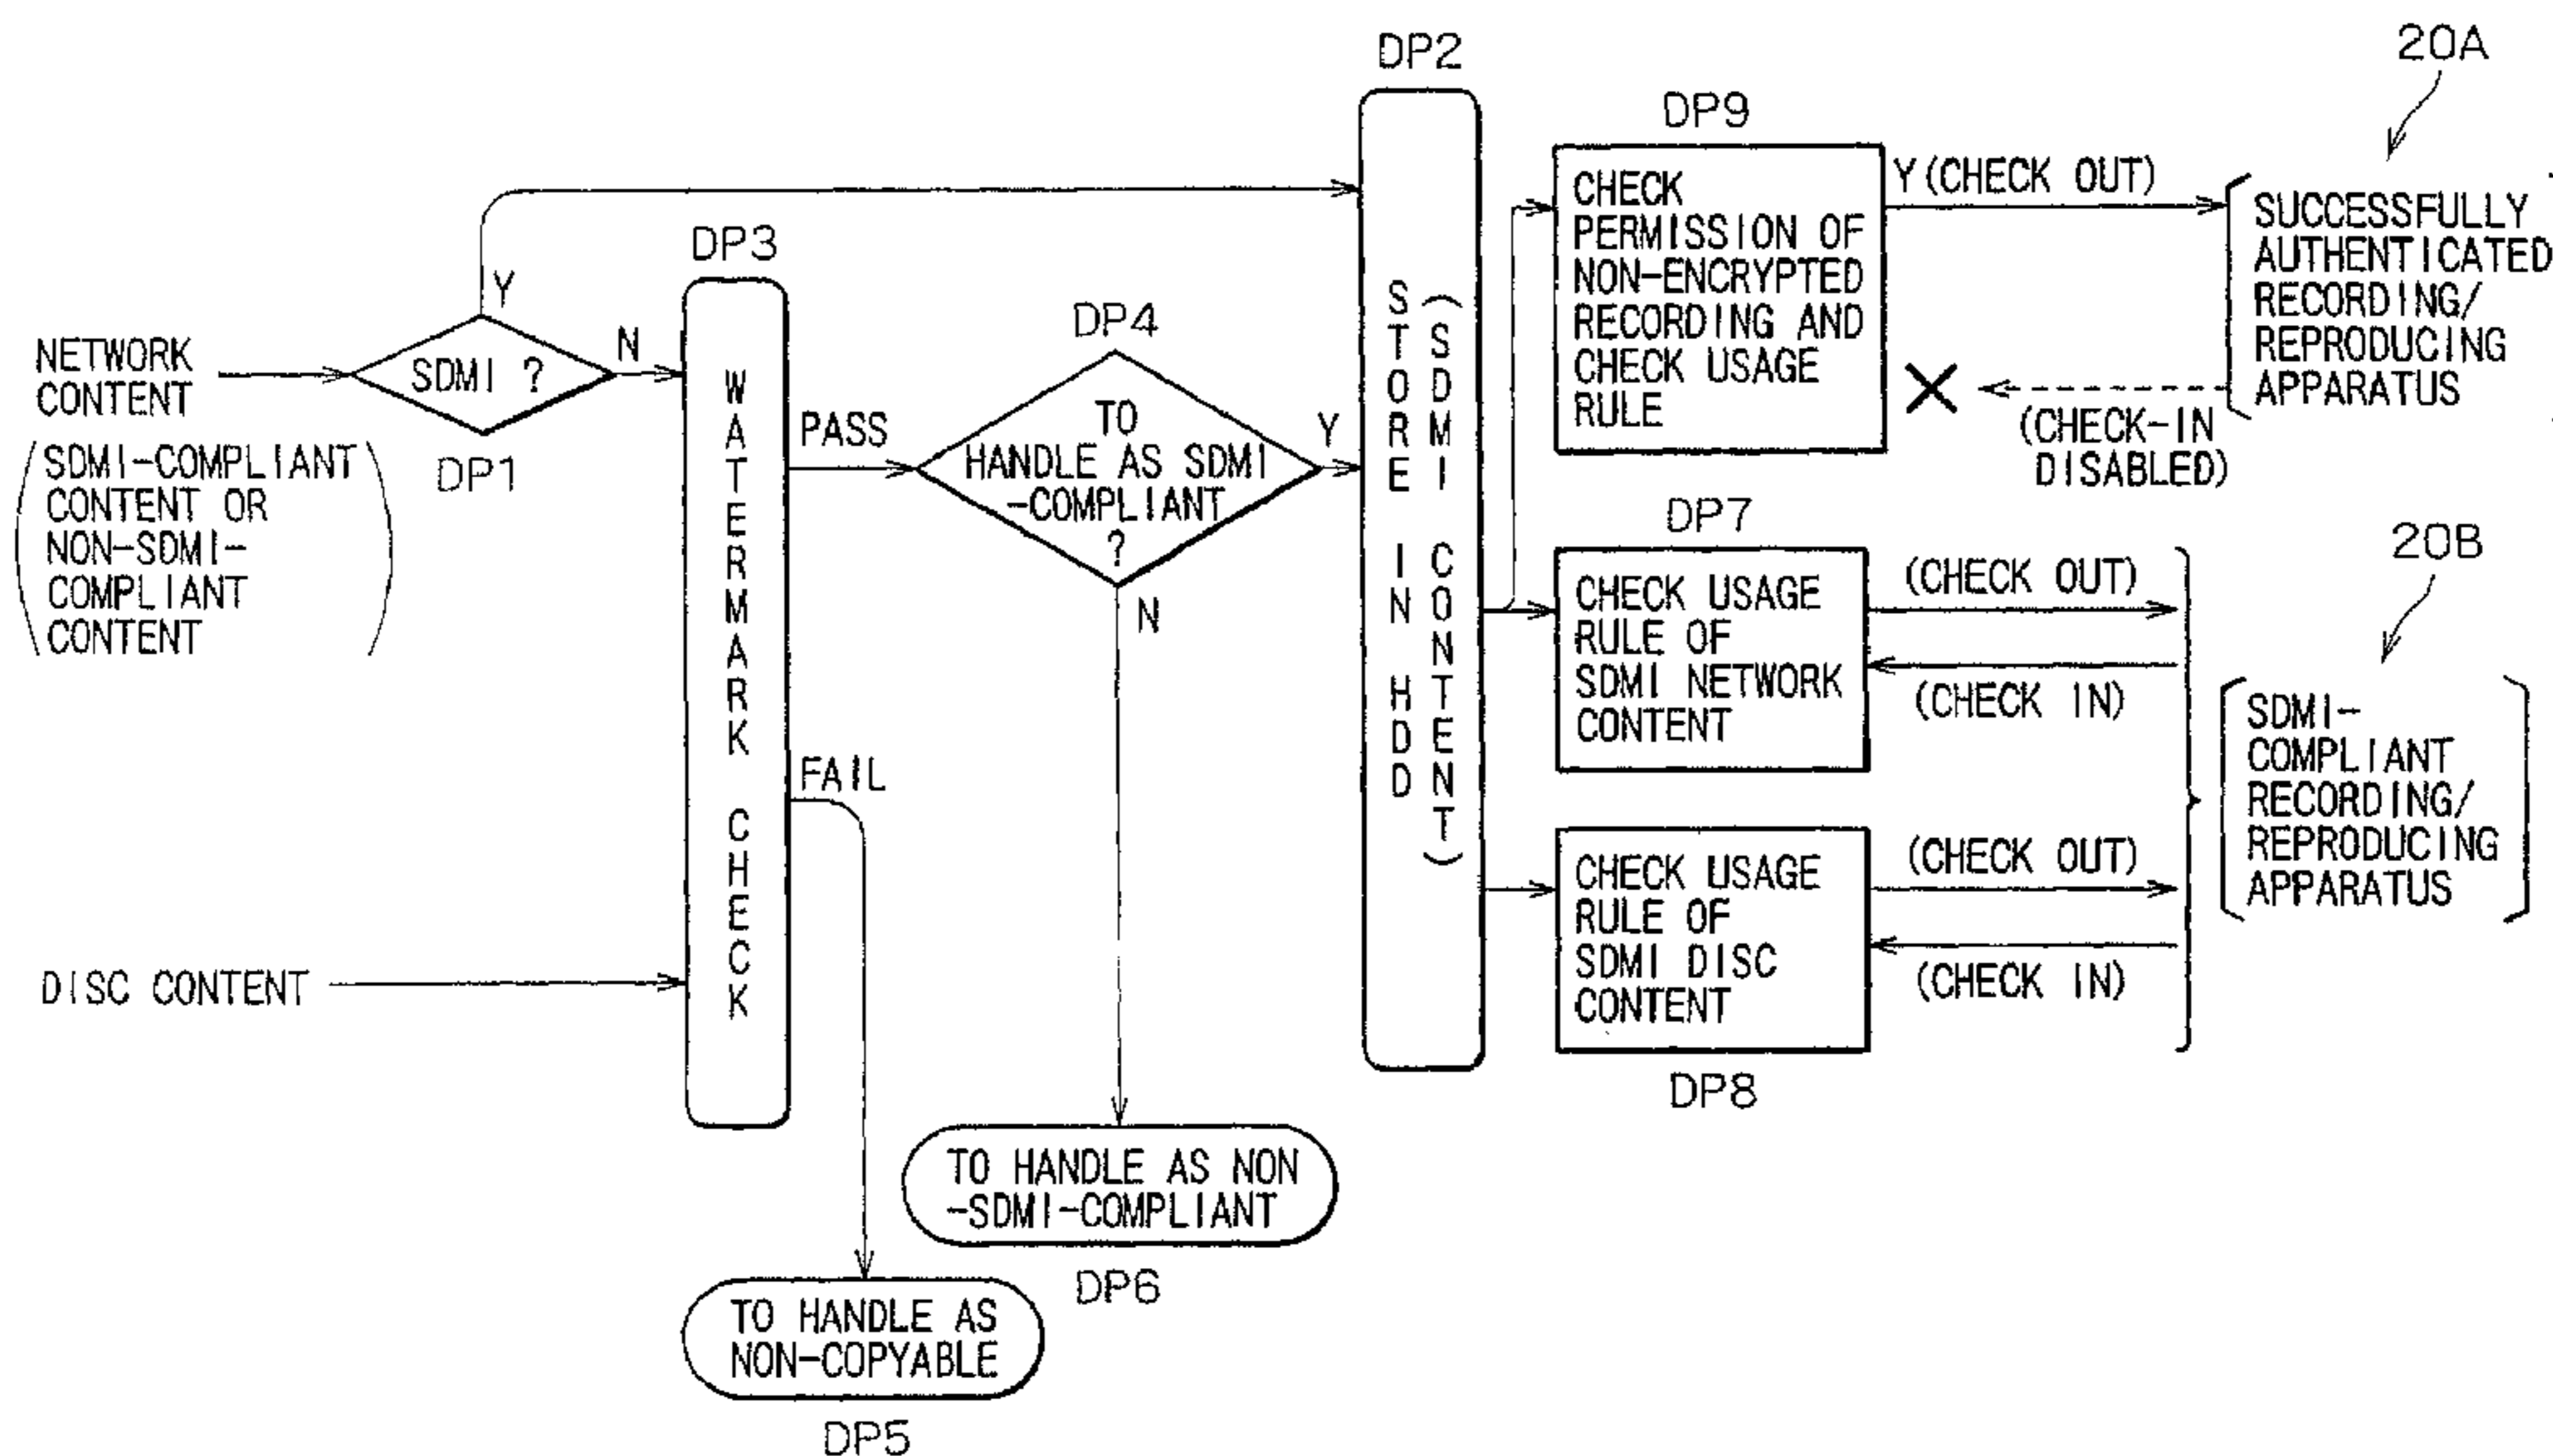 NETWORK
CONTENT
SDMI-COMPLIANT
CONTENT OR
NON-SDMI-
COMPLIANT
CONTENT
SDMI ?
DP1
Y
N
DISC CONTENT
DP3
WATERMARK CHECK
PASS
FAIL
DP4
TO
HANDLE AS SDMI
-COMPLIANT
?
Y
N
TO HANDLE AS NON
-SDMI-COMPLIANT
DP6
TO HANDLE AS
NON-COPYABLE
DP5
DP2
STORE IN HDD
(SDMI CONTENT)
DP9
CHECK
PERMISSION OF
NON-ENCRYPTED
RECORDING AND
CHECK USAGE
RULE
Y (CHECK OUT)
(CHECK-IN
DISABLED)
20A
SUCCESSFULLY
AUTHENTICATED
RECORDING/
REPRODUCING
APPARATUS
DP7
CHECK USAGE
RULE OF
SDMI NETWORK
CONTENT
(CHECK OUT)
(CHECK IN)
CHECK USAGE
RULE OF
SDMI DISC
CONTENT
DP8
(CHECK OUT)
(CHECK IN)
20B
SDMI-
COMPLIANT
RECORDING/
REPRODUCING
APPARATUS